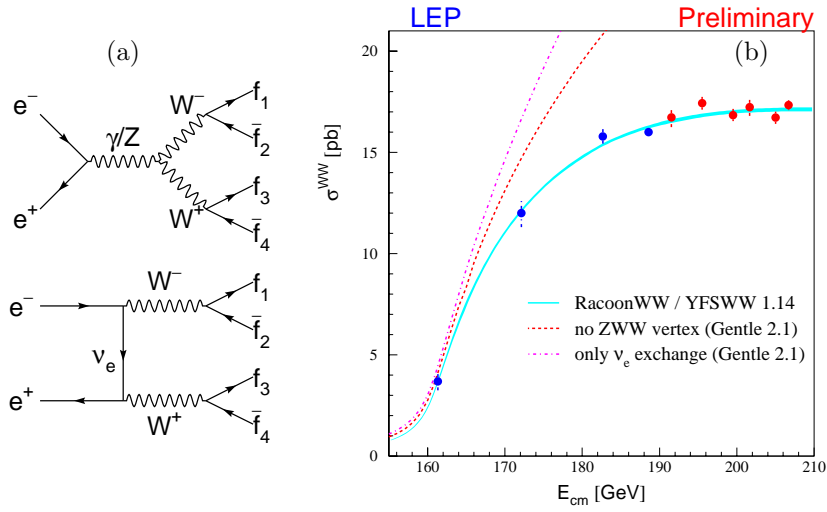 LEP
Preliminary
(a)
(b)
e−
e+
γ/Z
W−
W+
f1
f̄2
f3
f̄4
e−
e+
νe
W−
W+
f1
f̄2
f3
f̄4
σWW [pb]
20
15
10
5
0
160 170 180 190 200 210
Ecm [GeV]
RacoonWW / YFSWW 1.14
no ZWW vertex (Gentle 2.1)
only νe exchange (Gentle 2.1)